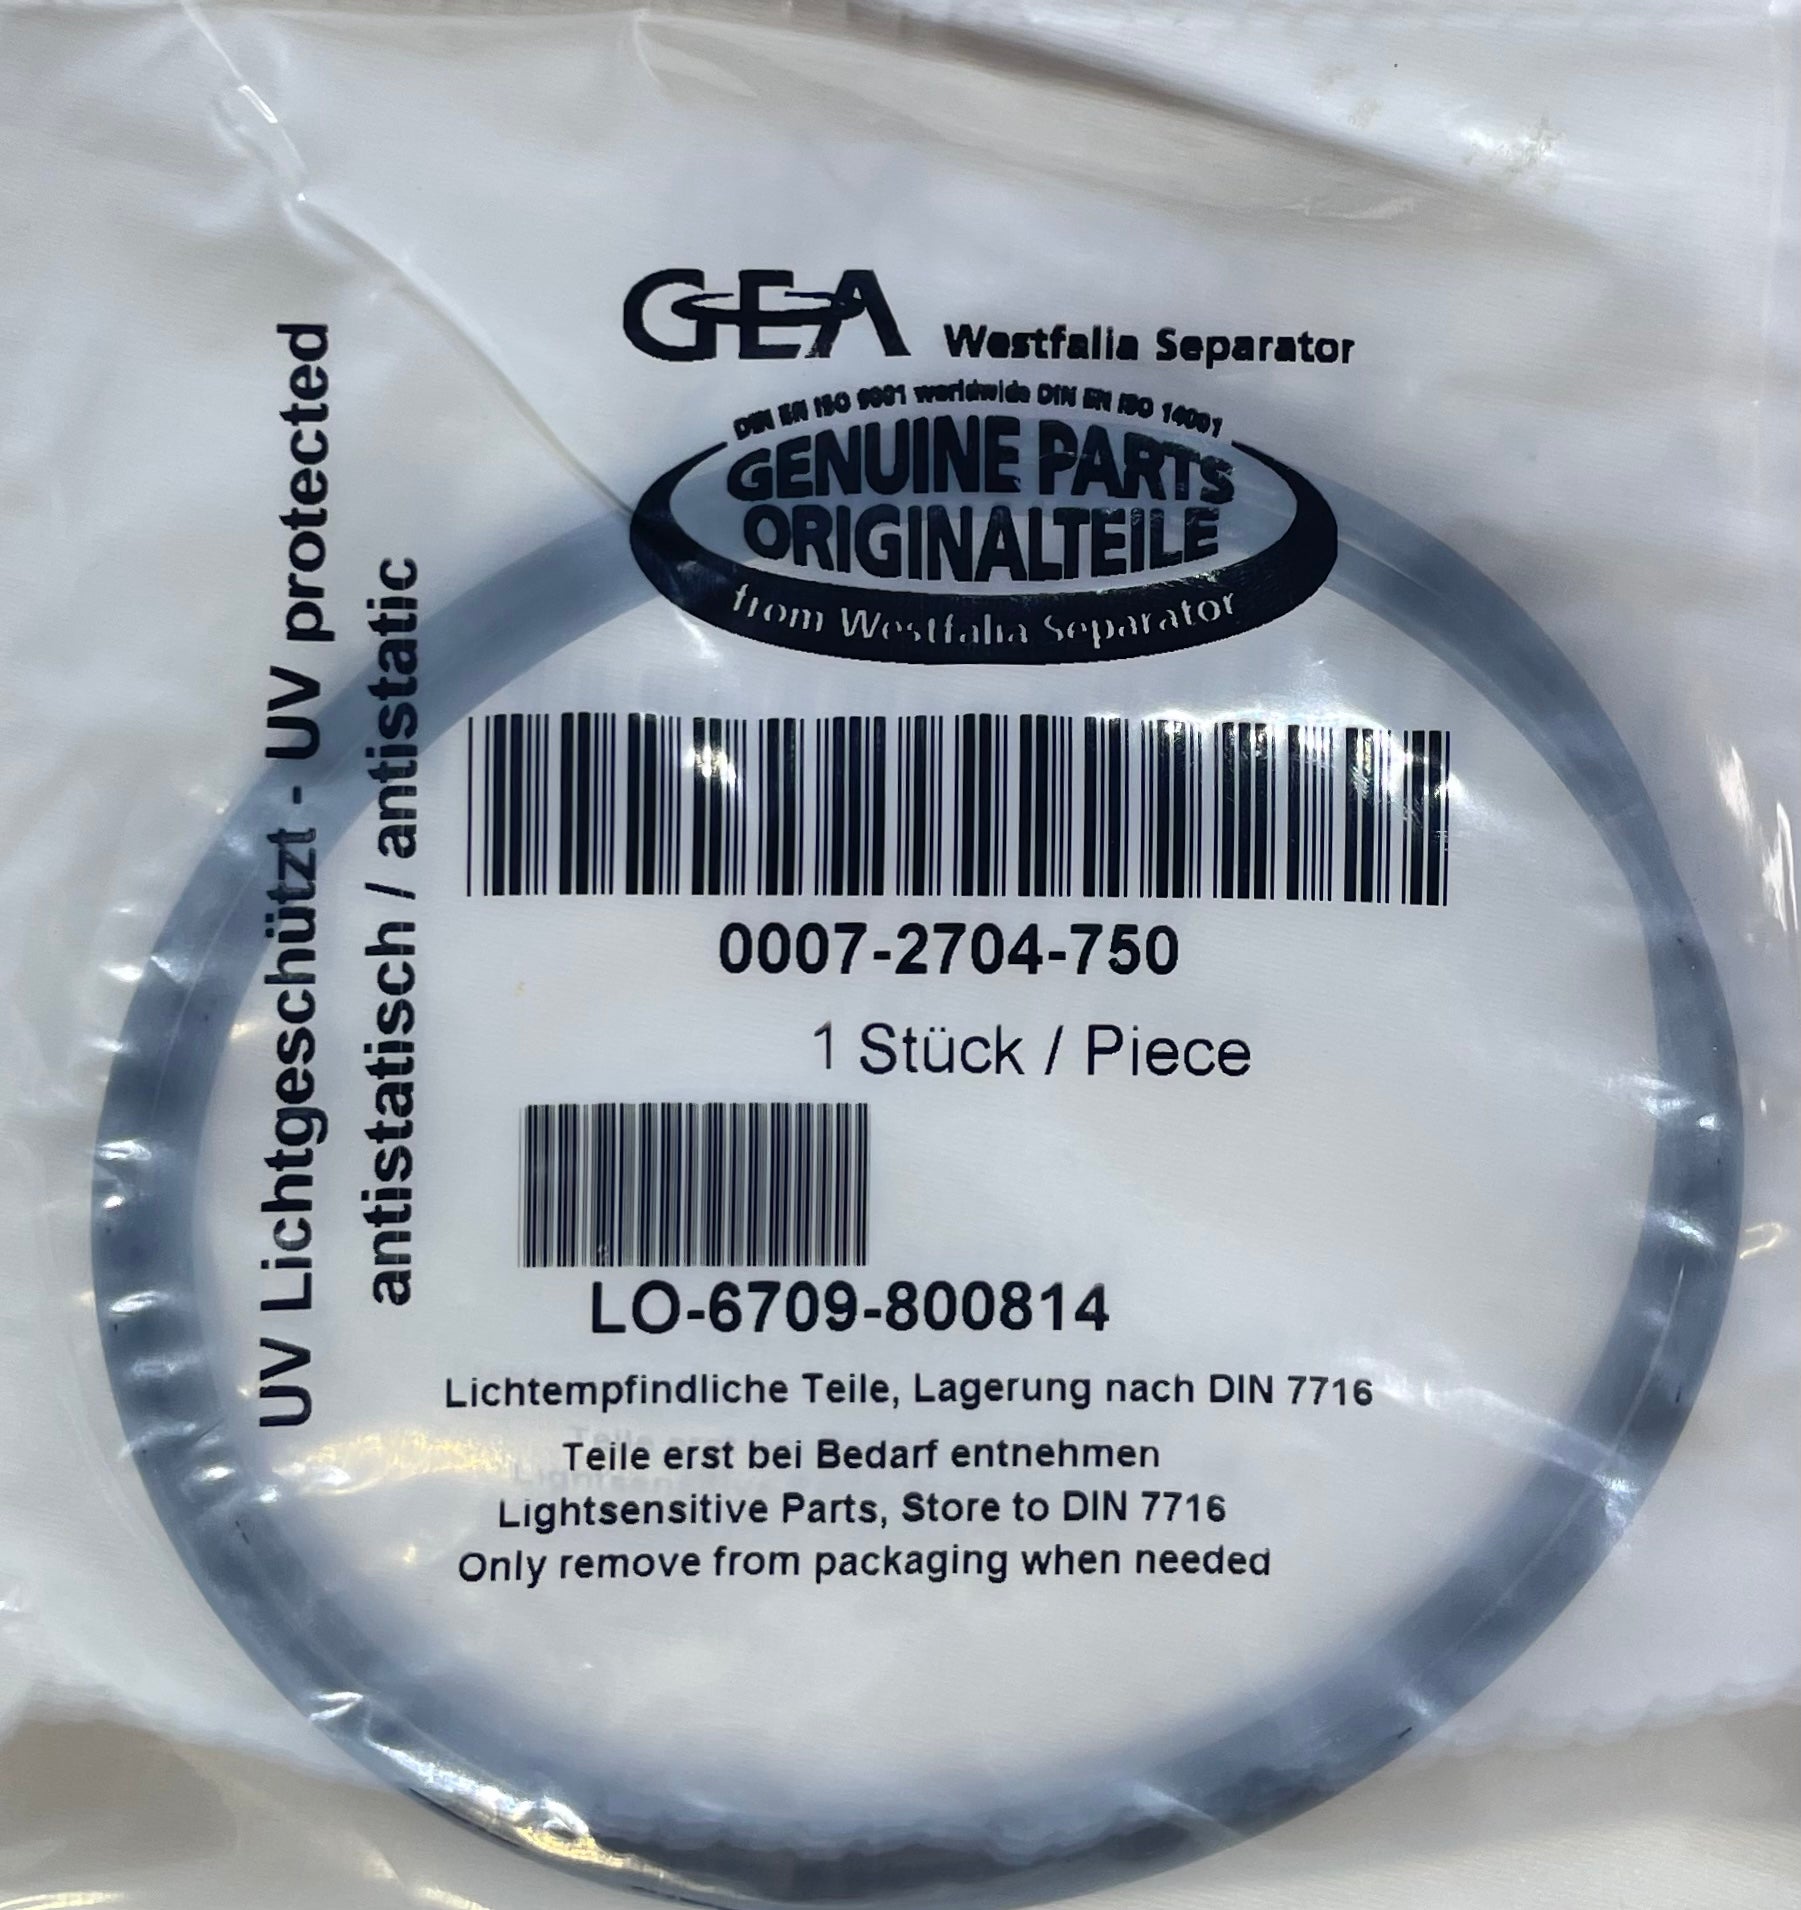 GEA Westfalia Separator
DIN EN ISO 9001 worldwide DIN EN ISO 14001
GENUINE PARTS
ORIGINALTEILE
from Westfalia Separator
UV Lichtgeschützt - UV protected
antistatisch / antistatic
0007-2704-750
1 Stück / Piece
LO-6709-800814
Lichtempfindliche Teile, Lagerung nach DIN 7716
Teile erst bei Bedarf entnehmen
Lightsensitive Parts, Store to DIN 7716
Only remove from packaging when needed